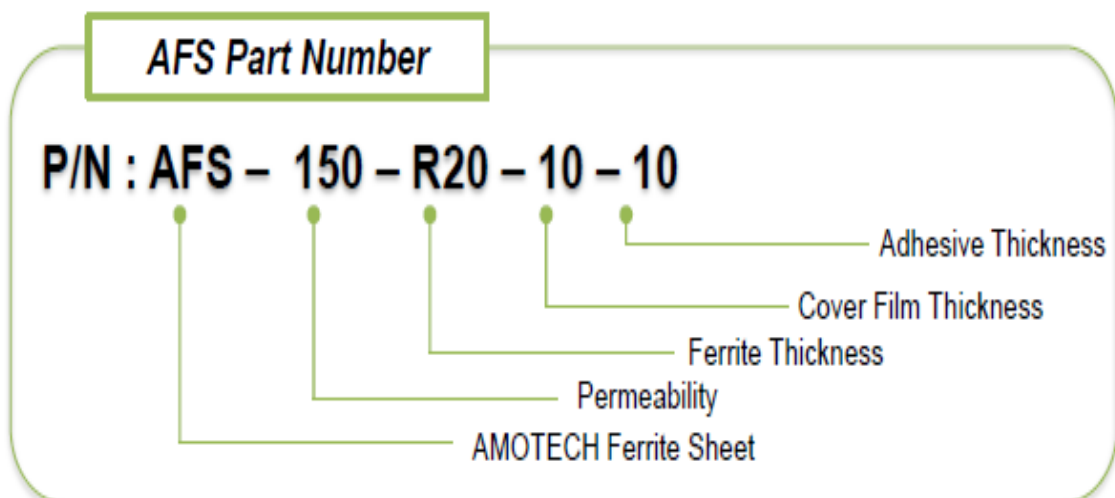 AFS Part Number
P/N : AFS – 150 – R20 – 10 – 10
Adhesive Thickness
Cover Film Thickness
Ferrite Thickness
Permeability
AMOTECH Ferrite Sheet